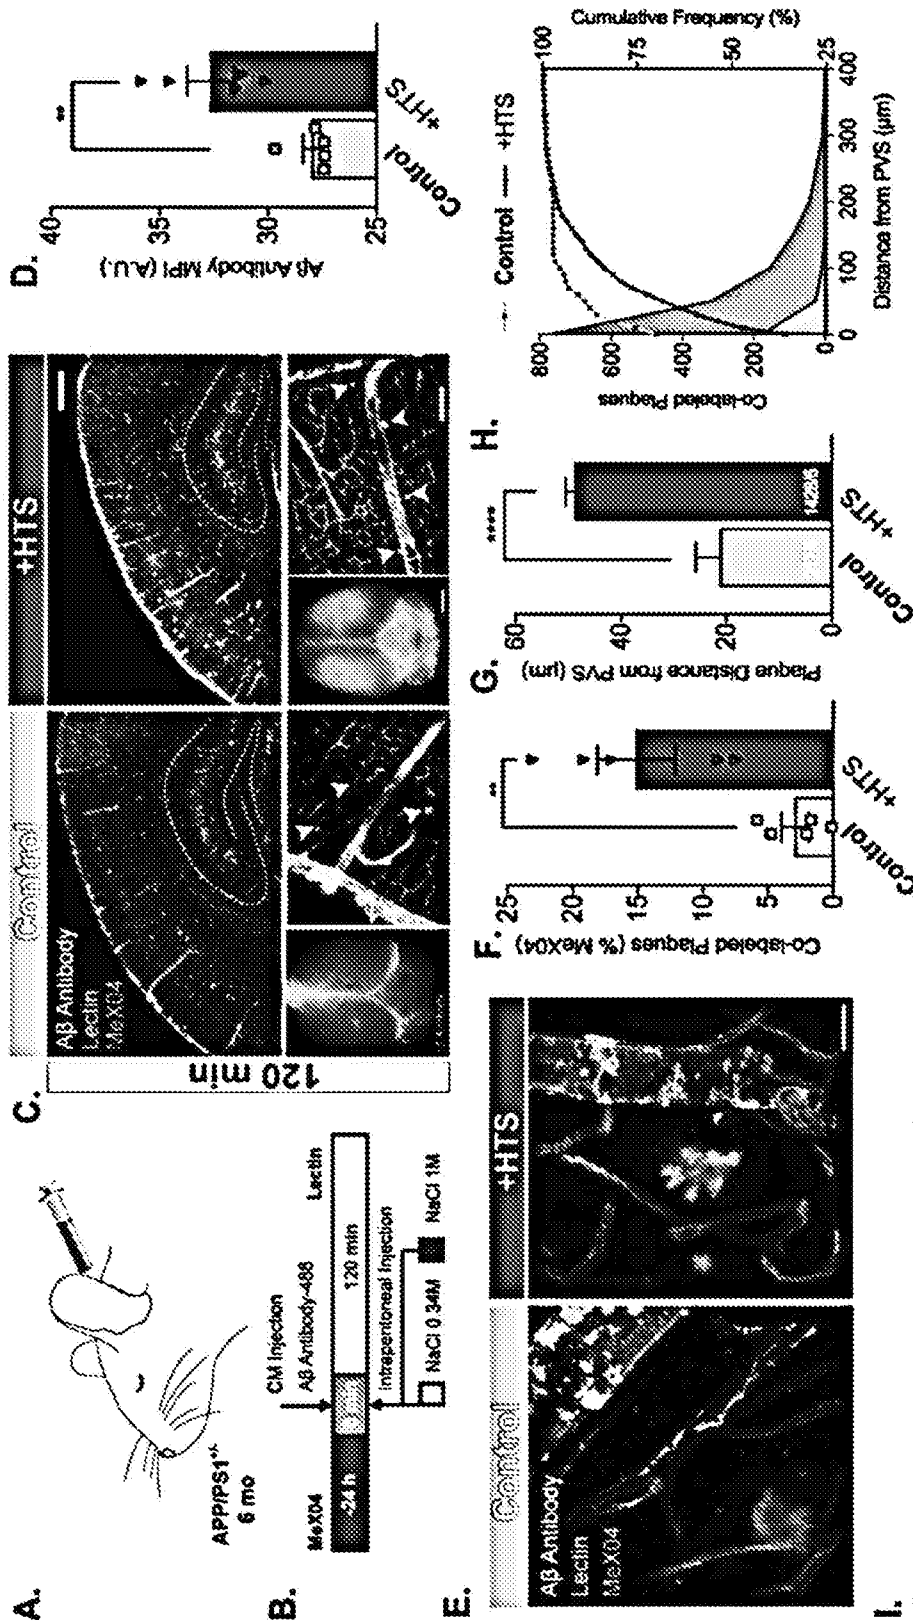 A.
APP/PS1+/-
6 mo
B.
CM Injection
MeX04
Aβ Antibody-488
Lectin
-24 h
120 min
Intraperitoneal Injection
NaCl 0.34M
NaCl 1M
C.
Control
+HTS
120 min
Aβ Antibody
Lectin
MeX04
D.
Aβ Antibody MPI (A.U.)
40
35
30
25
**
Control
+HTS
E.
Control
+HTS
Aβ Antibody
Lectin
MeX04
F.
Co-labeled Plaques (% MeX04)
25
20
15
10
5
0
**
Control
+HTS
G.
Plaque Distance from PVS (µm)
60
40
20
0
****
Control
+HTS
H.
Control
+HTS
Co-labeled Plaques
800
600
400
200
0
Cumulative Frequency (%)
100
75
50
25
0
100
200
300
400
Distance from PVS (µm)
I.